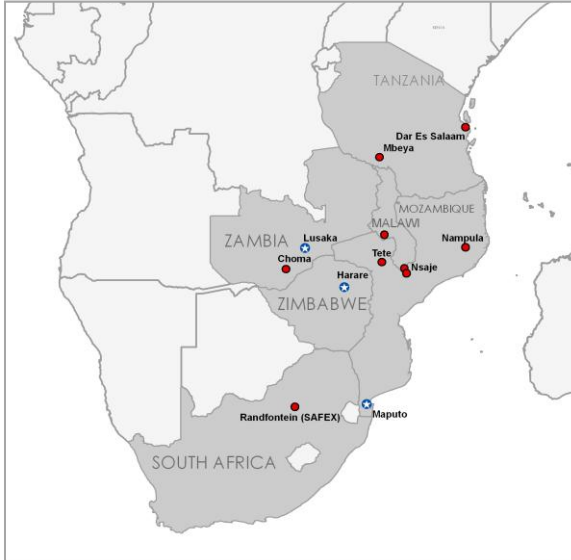 TANZANIA
Dar Es Salaam
Mbeya
MOZAMBIQUE
MALAWI
ZAMBIA
Lusaka
Nampula
Choma
Tete
Nsaje
Harare
ZIMBABWE
Randfontein (SAFEX)
Maputo
SOUTH AFRICA